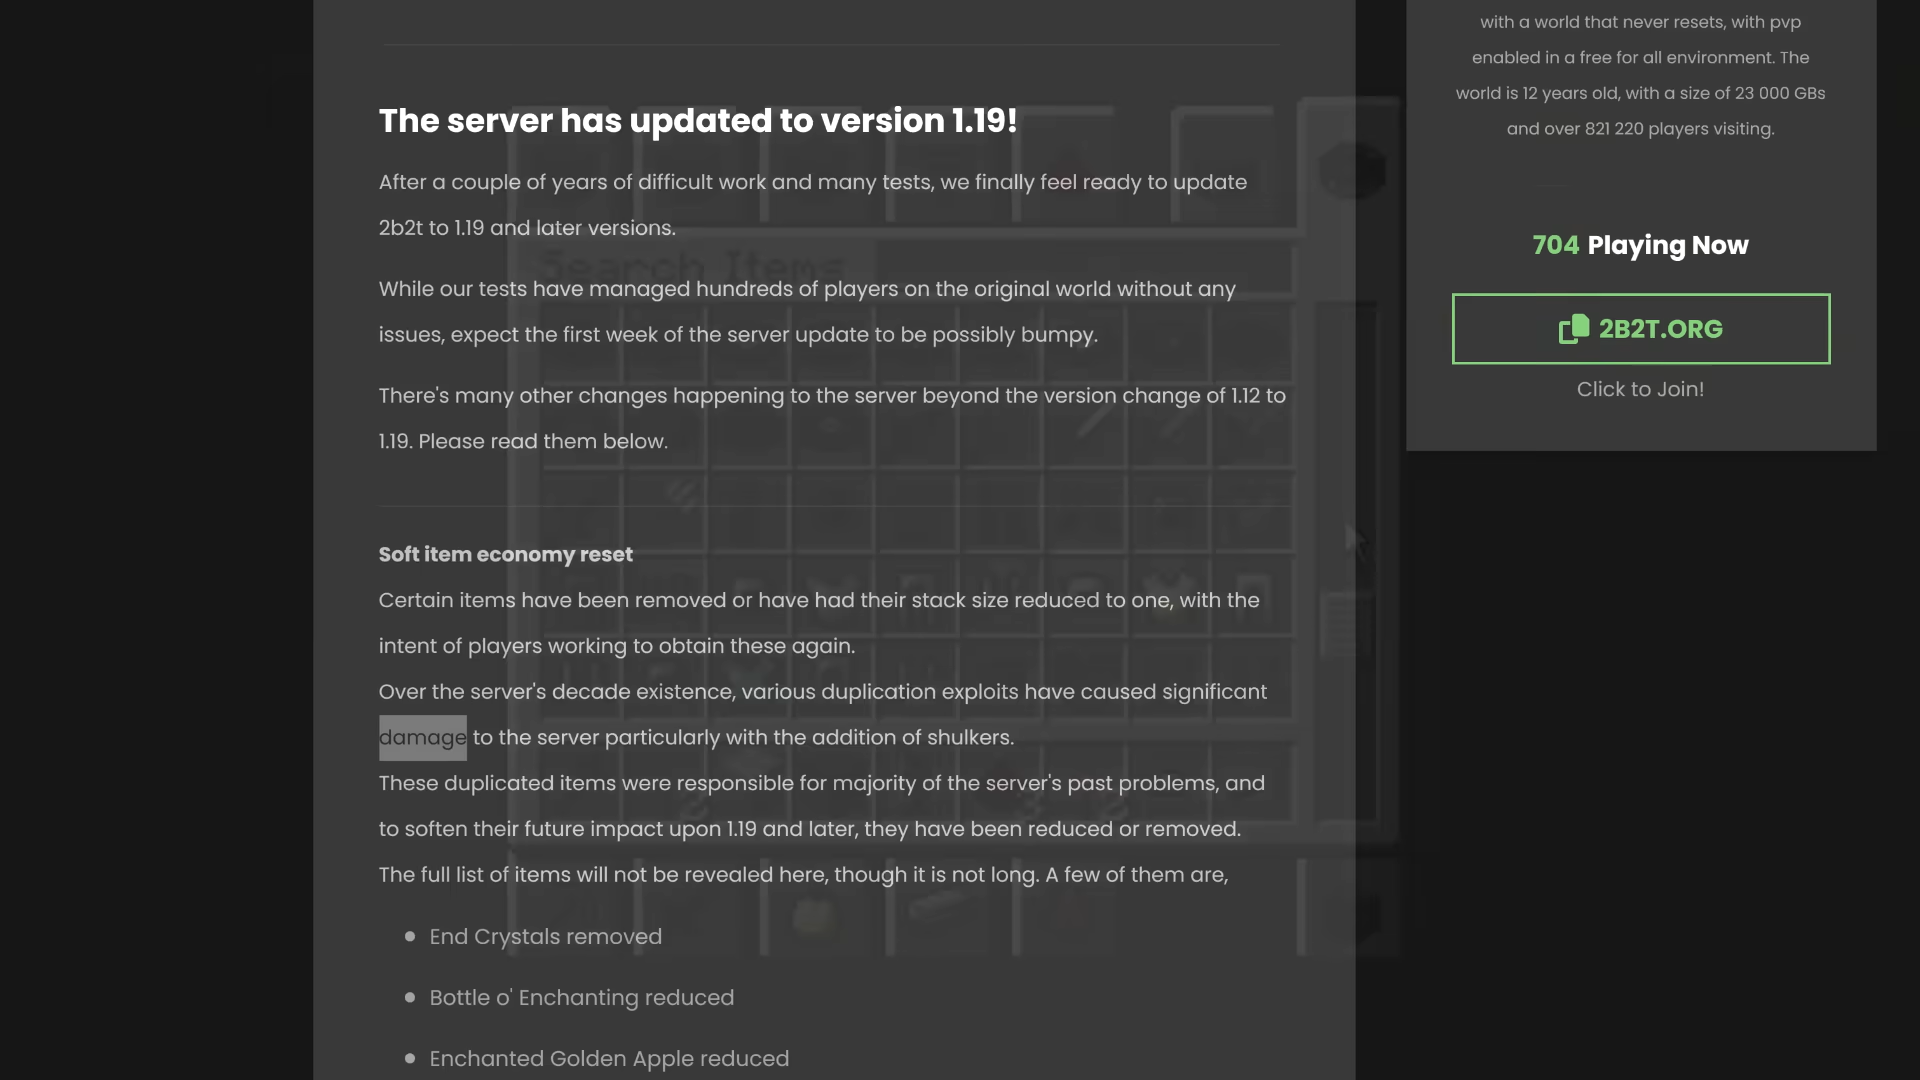 The server has updated to version 1.19!
After a couple of years of difficult work and many tests, we finally feel ready to update
2b2t to 1.19 and later versions.
While our tests have managed hundreds of players on the original world without any
issues, expect the first week of the server update to be possibly bumpy.
There's many other changes happening to the server beyond the version change of 1.12 to
1.19. Please read them below.
Soft item economy reset
Certain items have been removed or have had their stack size reduced to one, with the
intent of players working to obtain these again.
Over the server's decade existence, various duplication exploits have caused significant
damage to the server particularly with the addition of shulkers.
These duplicated items were responsible for majority of the server's past problems, and
to soften their future impact upon 1.19 and later, they have been reduced or removed.
The full list of items will not be revealed here, though it is not long. A few of them are,
• End Crystals removed
• Bottle o' Enchanting reduced
• Enchanted Golden Apple reduced
with a world that never resets, with pvp
enabled in a free for all environment. The
world is 12 years old, with a size of 23 000 GBs
and over 821 220 players visiting.
704 Playing Now
2B2T.ORG
Click to Join!
Search Items
2
3
2